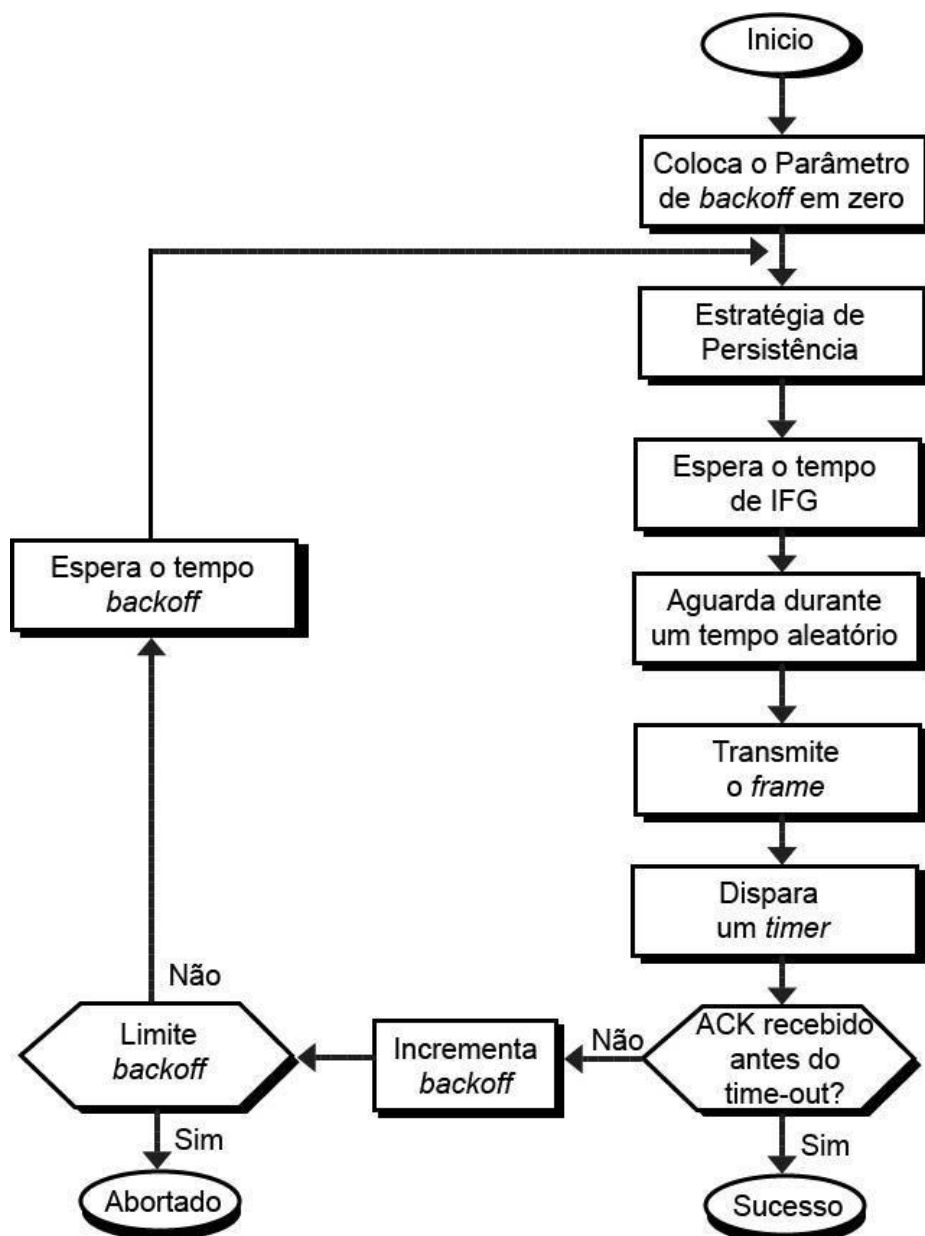 Inicio
Coloca o Parâmetro
de backoff em zero
Estratégia de
Persistência
Espera o tempo
de IFG
Aguarda durante
um tempo aleatório
Transmite
o frame
Dispara
um timer
ACK recebido
antes do
time-out?
Sim
Sucesso
Não
Incrementa
backoff
Limite
backoff
Sim
Abortado
Não
Espera o tempo
backoff